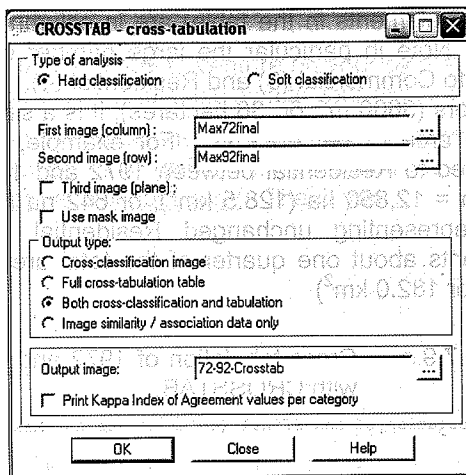 CROSSTAB - cross-tabulation
Type of analysis
Hard classification Soft classification
First image (column) : Max72final ...
Second image (row) : Max92final ...
Third image (plane) :
Use mask image
Output type:
Cross-classification image
Full cross-tabulation table
Both cross-classification and tabulation
Image similarity / association data only
Output image: 72-92-Crosstab ...
Print Kappa Index of Agreement values per category
OK Close Help